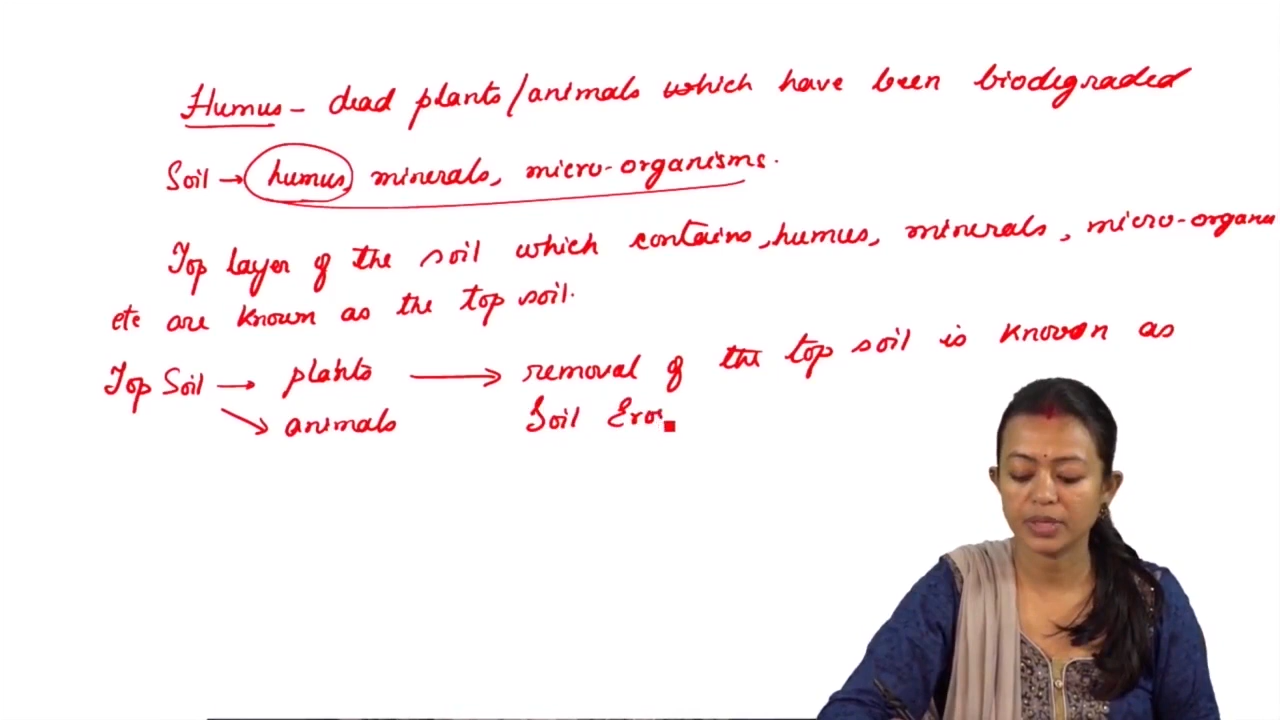 Humus - dead plants/animals which have been biodegraded
Soil → humus, minerals, micro-organisms.
Top layer of the soil which contains, humus, minerals, micro-organi
etc are known as the top soil.
Top Soil → plants → removal of the top soil is known as
→ animals Soil Eros